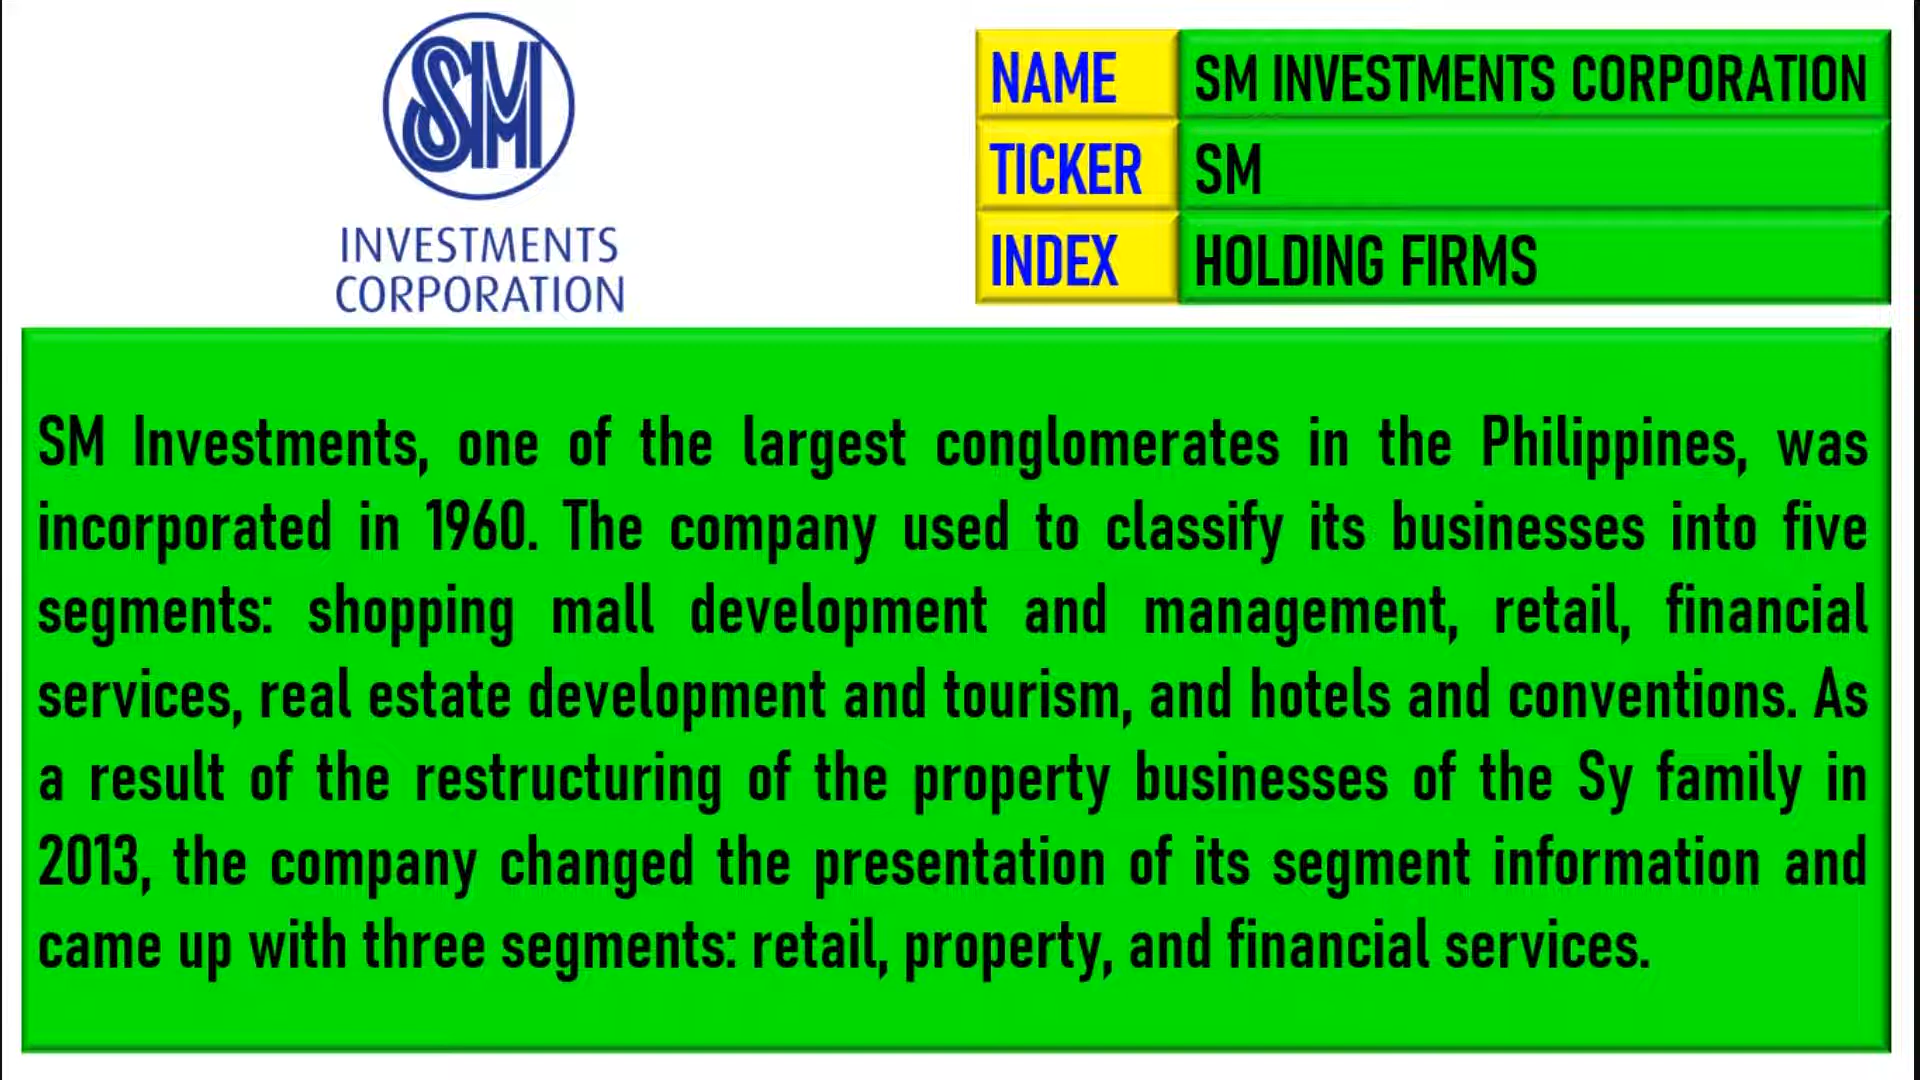 SM
INVESTMENTS
CORPORATION
NAME SM INVESTMENTS CORPORATION
TICKER SM
INDEX HOLDING FIRMS
SM Investments, one of the largest conglomerates in the Philippines, was
incorporated in 1960. The company used to classify its businesses into five
segments: shopping mall development and management, retail, financial
services, real estate development and tourism, and hotels and conventions. As
a result of the restructuring of the property businesses of the Sy family in
2013, the company changed the presentation of its segment information and
came up with three segments: retail, property, and financial services.